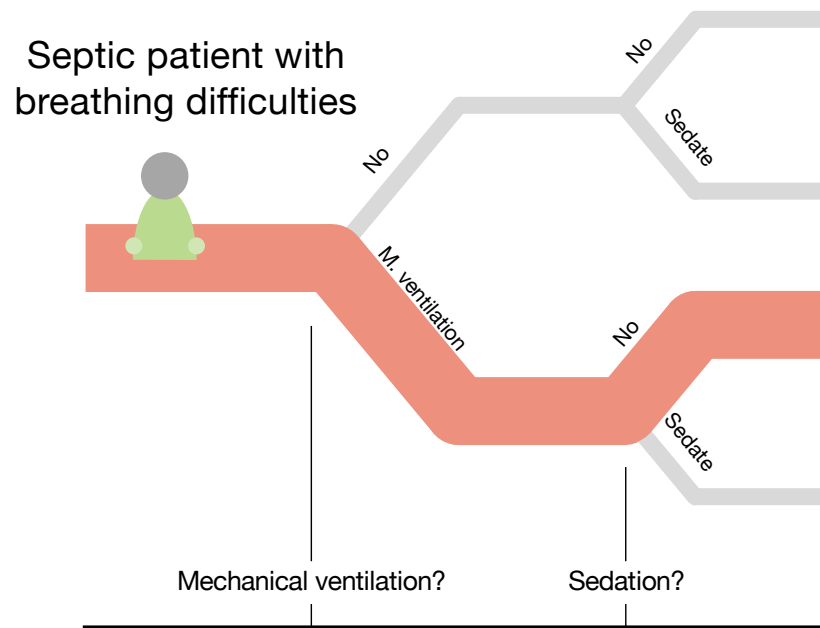 Septic patient with
breathing difficulties
No
Sedate
No
M. ventilation
No
Sedate
Mechanical ventilation?
Sedation?